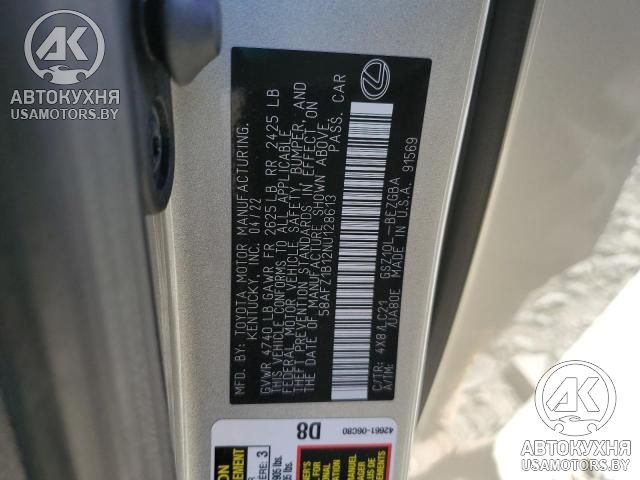 AK
АВТОКУХНЯ
USAMOTORS.BY
MFD. BY: TOYOTA MOTOR MANUFACTURING,
KENTUCKY, INC. 04/22
GVWR 4740 LB GAWR FR 2625 LB RR 2425 LB
THIS VEHICLE CONFORMS TO ALL APPLICABLE
FEDERAL MOTOR VEHICLE SAFETY, BUMPER, AND
THEFT PREVENTION STANDARDS IN EFFECT ON
THE DATE OF MANUFACTURE SHOWN ABOVE.
58AFZ1B12NU128613 PASS. CAR
C/TR: 4X8/LC21 GSZ10L-BEZGBA
A/TM: /UA80E MADE IN U.S.A. 91569
42661-06C80
D8
3
AK
АВТОКУХНЯ
USAMOTORS.BY